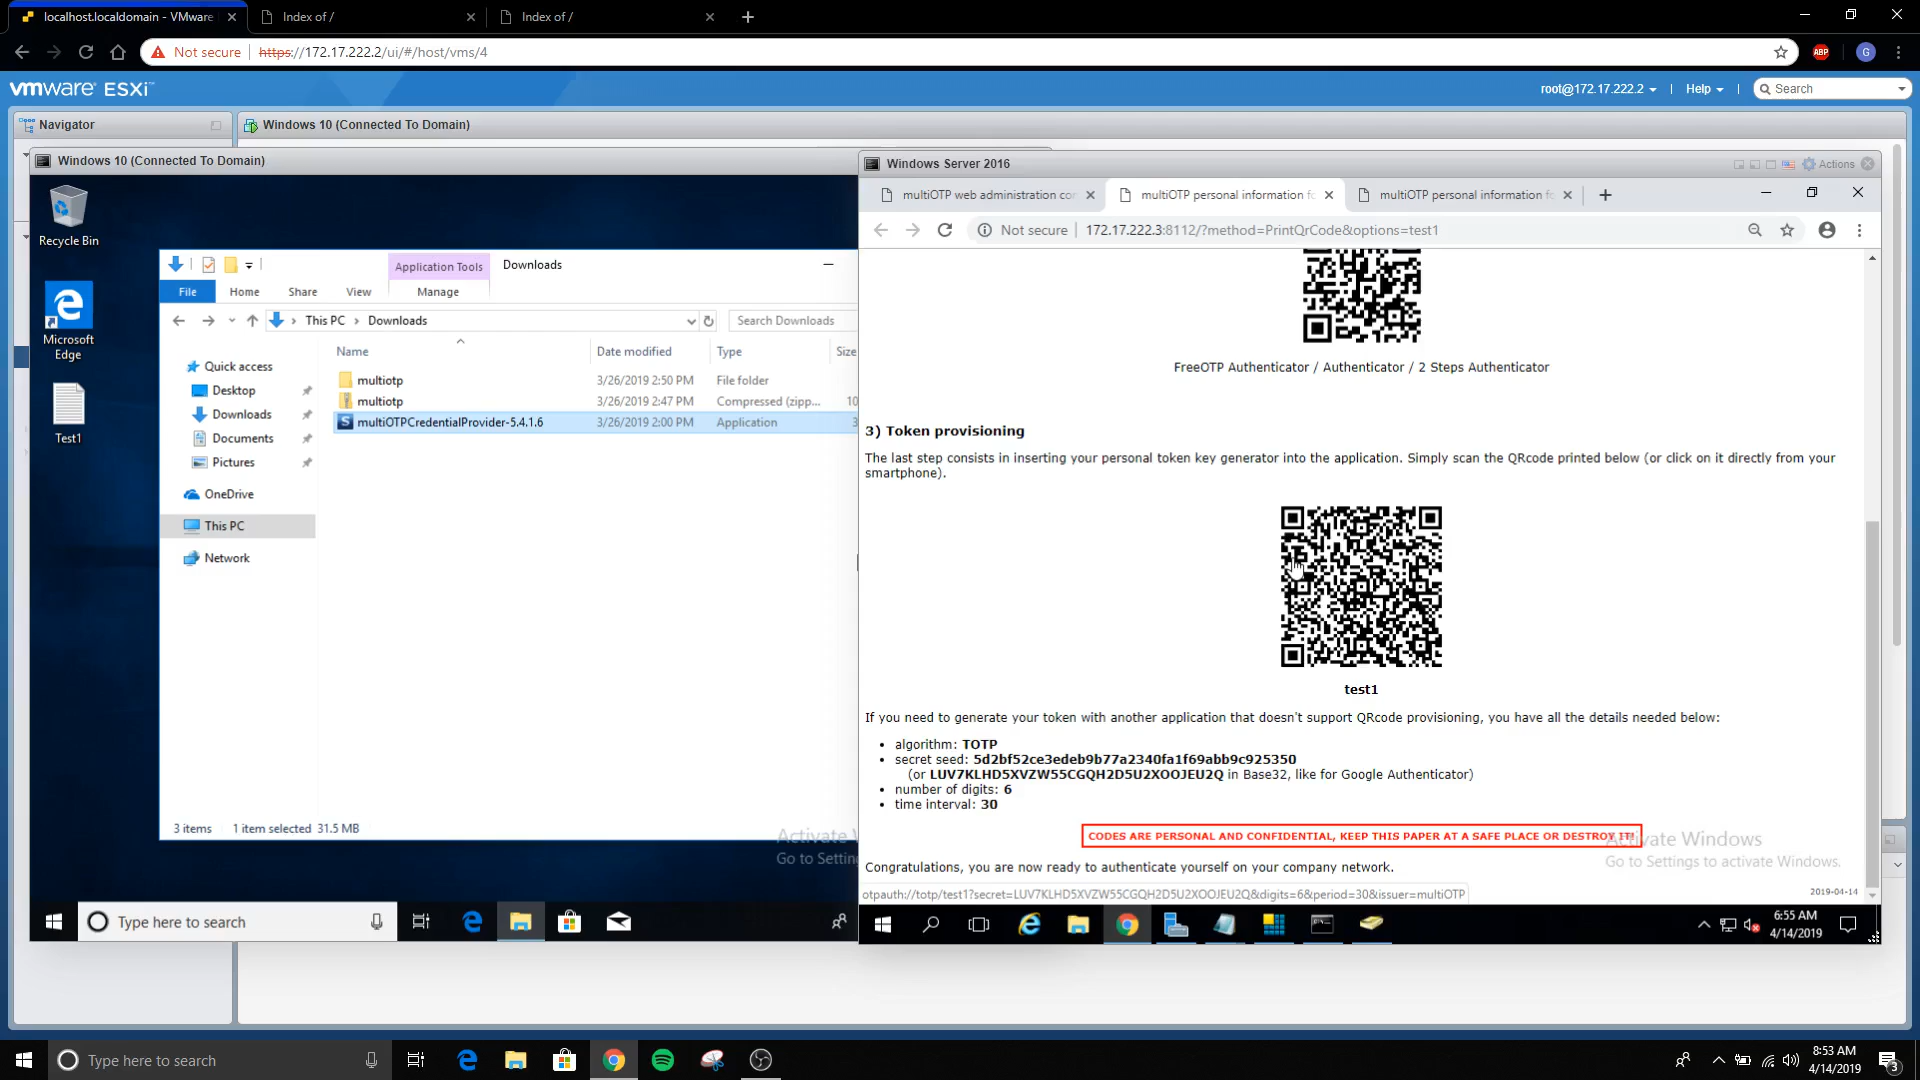 localhost.localdomain - VMware
Index of /
Index of /
Not secure
https://172.17.222.2/ui/#/host/vms/4
ABP
G
vmware ESXi™
root@172.17.222.2
Help
Search
Navigator
Windows 10 (Connected To Domain)
Windows 10 (Connected To Domain)
Recycle Bin
Microsoft
Edge
Test1
Application Tools
Downloads
File
Home
Share
View
Manage
This PC
Downloads
Search Downloads
Name
Date modified
Type
Size
multiotp
3/26/2019 2:50 PM
File folder
multiotp
3/26/2019 2:47 PM
Compressed (zipp...
10
multiOTPCredentialProvider-5.4.1.6
3/26/2019 2:00 PM
Application
3
Quick access
Desktop
Downloads
Documents
Pictures
OneDrive
This PC
Network
3 items
1 item selected 31.5 MB
Activate
Go to Settin
Type here to search
Windows Server 2016
Actions
multiOTP web administration co
multiOTP personal information fo
multiOTP personal information fo
Not secure
172.17.222.3:8112/?method=PrintQrCode&options=test1
FreeOTP Authenticator / Authenticator / 2 Steps Authenticator
3) Token provisioning
The last step consists in inserting your personal token key generator into the application. Simply scan the QRcode printed below (or click on it directly from your
smartphone).
test1
If you need to generate your token with another application that doesn't support QRcode provisioning, you have all the details needed below:
• algorithm: TOTP
• secret seed: 5d2bf52ce3edeb9b77a2340fa1f69abb9c925350
(or LUV7KLHD5XVZW55CGQH2D5U2XOOJEU2Q in Base32, like for Google Authenticator)
• number of digits: 6
• time interval: 30
CODES ARE PERSONAL AND CONFIDENTIAL, KEEP THIS PAPER AT A SAFE PLACE OR DESTROY IT!
Activate Windows
Go to Settings to activate Windows.
Congratulations, you are now ready to authenticate yourself on your company network.
2019-04-14
otpauth://totp/test1?secret=LUV7KLHD5XVZW55CGQH2D5U2XOOJEU2Q&digits=6&period=30&issuer=multiOTP
6:55 AM
4/14/2019
Type here to search
8:53 AM
4/14/2019
3